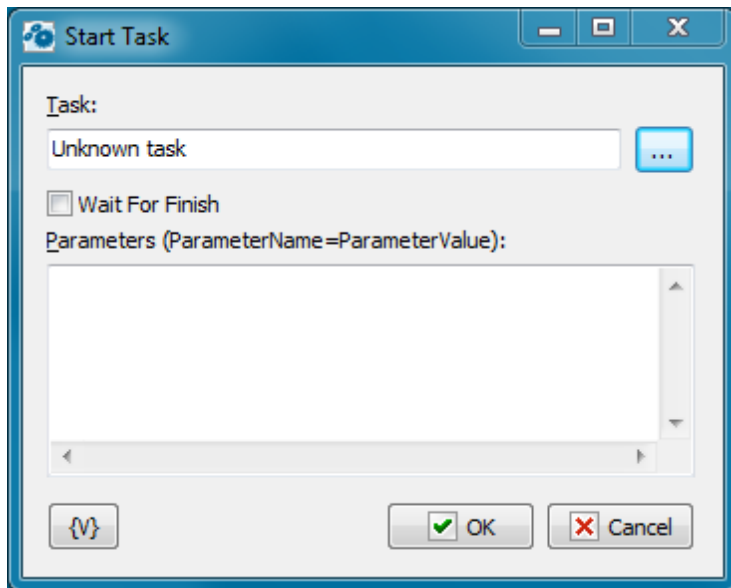 Start Task
Task:
Unknown task
...
Wait For Finish
Parameters (ParameterName=ParameterValue):
{V}
OK
Cancel